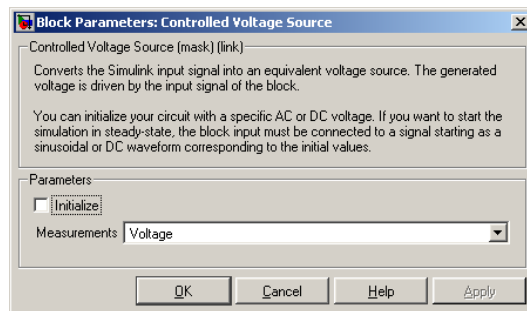 Block Parameters: Controlled Voltage Source
Controlled Voltage Source (mask) (link)
Converts the Simulink input signal into an equivalent voltage source. The generated
voltage is driven by the input signal of the block.
You can initialize your circuit with a specific AC or DC voltage. If you want to start the
simulation in steady-state, the block input must be connected to a signal starting as a
sinusoidal or DC waveform corresponding to the initial values.
Parameters
Initialize
Measurements Voltage
OK Cancel Help Apply